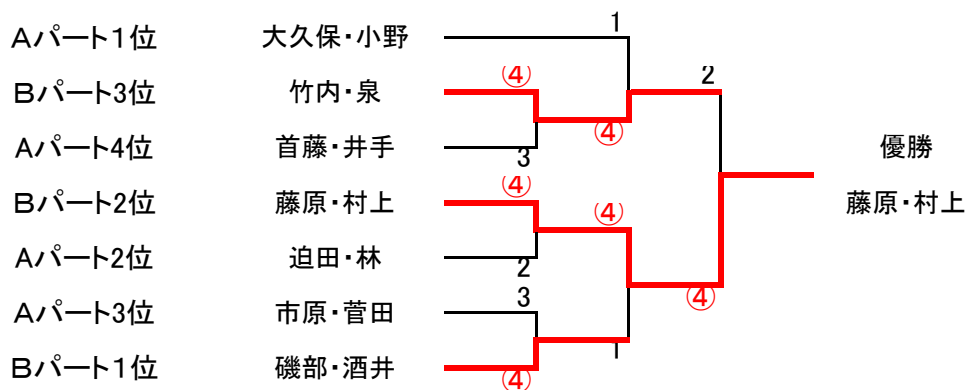 1
Aパート1位 大久保・小野
④ 2
Bパート3位 竹内・泉
④
Aパート4位 首藤・井手 優勝
3
④ ④
Bパート2位 藤原・村上 藤原・村上
Aパート2位 迫田・林
2
3 ④
Aパート3位 市原・菅田
1
Bパート1位 磯部・酒井
④